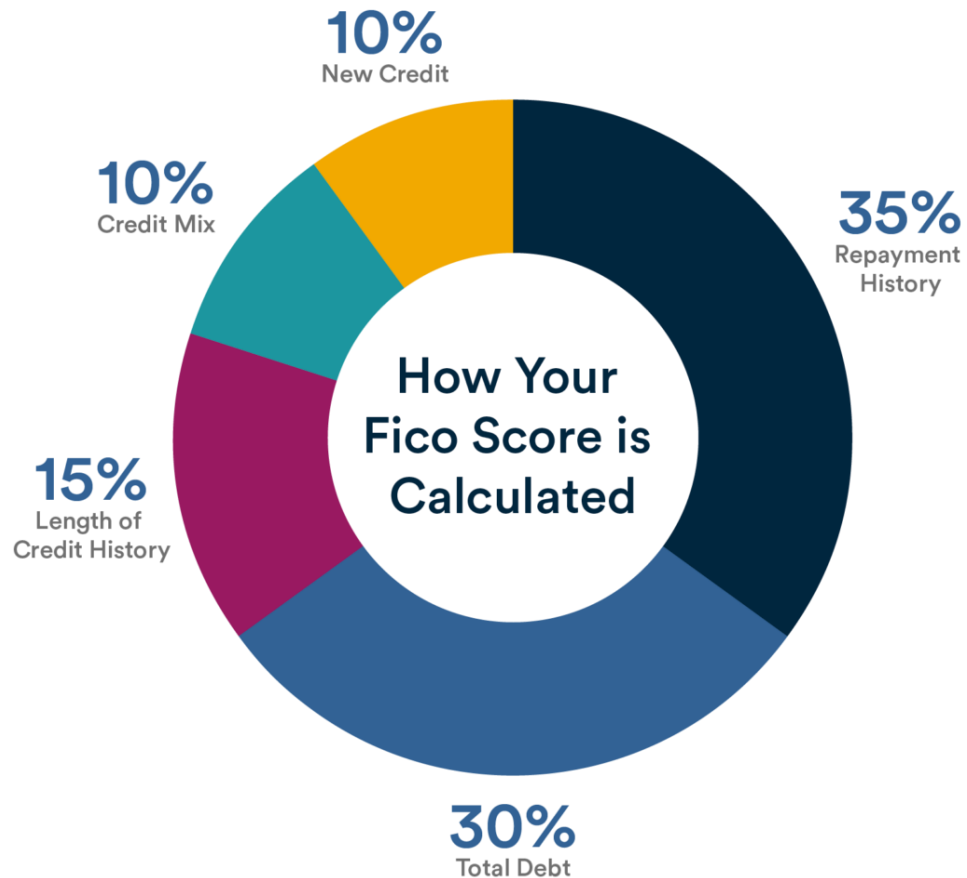 10%
New Credit
10%
Credit Mix
35%
Repayment
History
How Your
Fico Score is
Calculated
15%
Length of
Credit History
30%
Total Debt